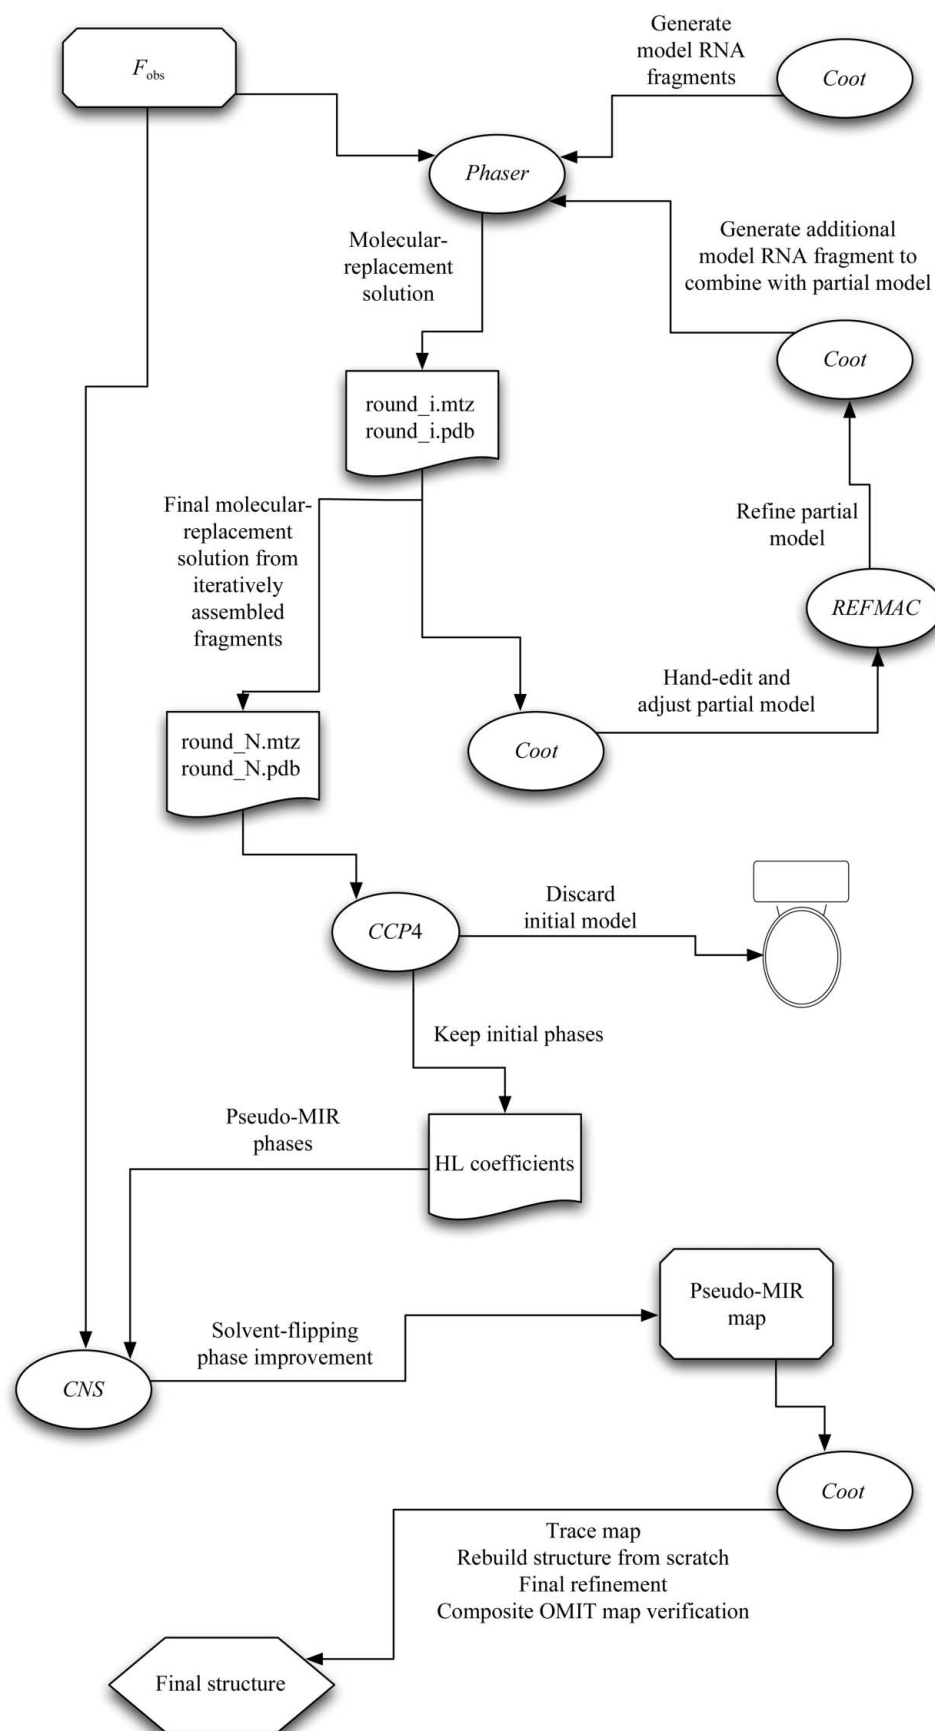 F obs
Generate
model RNA
fragments
Coot
Phaser
Molecular-
replacement
solution
Generate additional
model RNA fragment to
combine with partial model
Coot
round_i.mtz
round_i.pdb
Final molecular-
replacement
solution from
iteratively
assembled
fragments
Refine partial
model
REFMAC
Hand-edit and
adjust partial model
round_N.mtz
round_N.pdb
Coot
CCP4
Discard
initial model
Keep initial phases
Pseudo-MIR
phases
HL coefficients
Pseudo-MIR
map
Solvent-flipping
phase improvement
CNS
Coot
Trace map
Rebuild structure from scratch
Final refinement
Composite OMIT map verification
Final structure